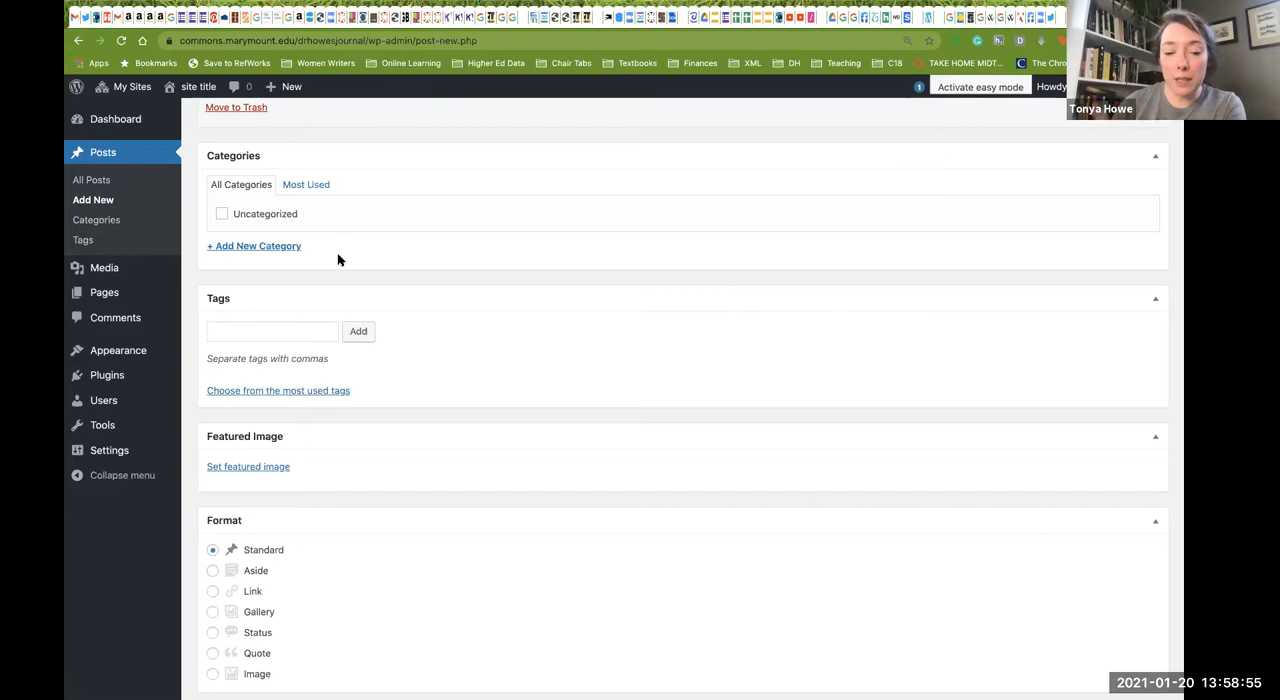 commons.marymount.edu/drhowesjournal/wp-admin/post-new.php
Apps Bookmarks Save to RefWorks Women Writers Online Learning Higher Ed Data Chair Tabs Textbooks Finances XML DH Teaching C18 TAKE HOME MIDT... The Chro
My Sites site title 0 New 1 Activate easy mode Howdy
Tonya Howe
Move to Trash
Dashboard
Posts
All Posts
Add New
Categories
Tags
Media
Pages
Comments
Appearance
Plugins
Users
Tools
Settings
Collapse menu
Categories
All Categories Most Used
Uncategorized
+ Add New Category
Tags
Add
Separate tags with commas
Choose from the most used tags
Featured Image
Set featured image
Format
Standard
Aside
Link
Gallery
Status
Quote
Image
2021-01-20 13:58:55